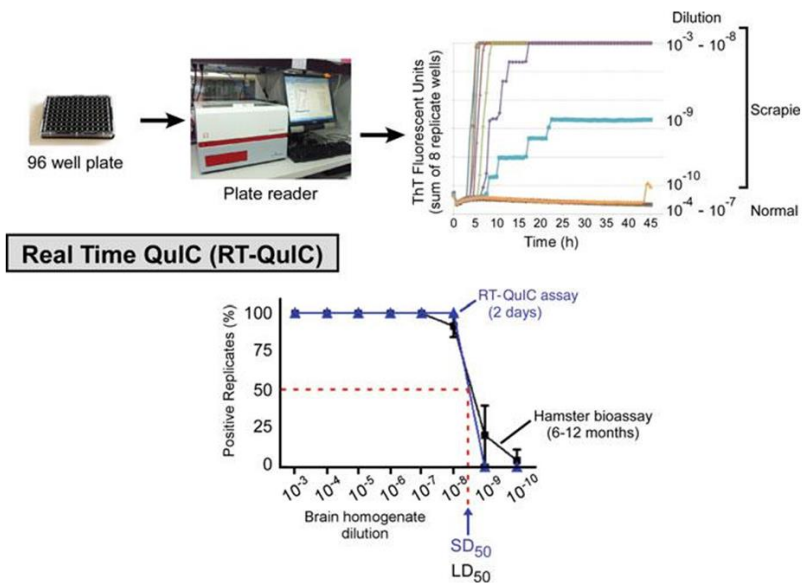 96 well plate
Plate reader
ThT Fluorescent Units
(sum of 8 replicate wells)
0 5 10 15 20 25 30 35 40 45
Time (h)
Dilution
10-3 - 10-8
10-9
10-10
10-4 - 10-7
Scrapie
Normal
Real Time QuIC (RT-QuIC)
Positive Replicates (%)
100
75
50
25
0
10-3 10-4 10-5 10-6 10-7 10-8 10-9 10-10
Brain homogenate
dilution
RT-QuIC assay
(2 days)
Hamster bioassay
(6-12 months)
SD50
LD50